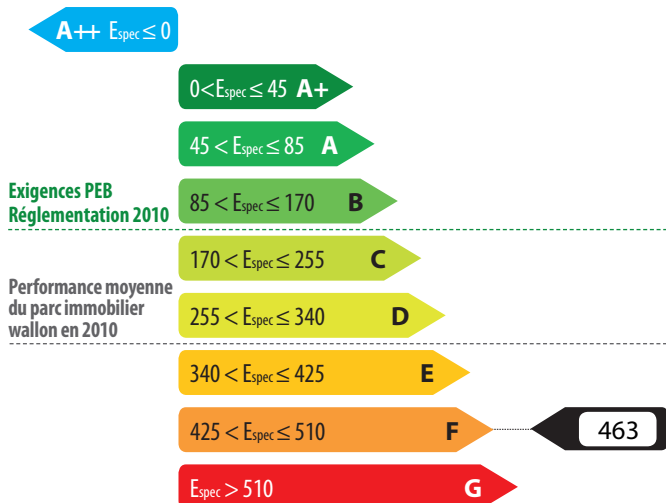 A++ Espec ≤ 0
0 < Espec ≤ 45 A+
45 < Espec ≤ 85 A
Exigences PEB
Réglementation 2010
85 < Espec ≤ 170 B
170 < Espec ≤ 255 C
Performance moyenne
du parc immobilier
wallon en 2010
255 < Espec ≤ 340 D
340 < Espec ≤ 425 E
425 < Espec ≤ 510 F
463
Espec > 510 G